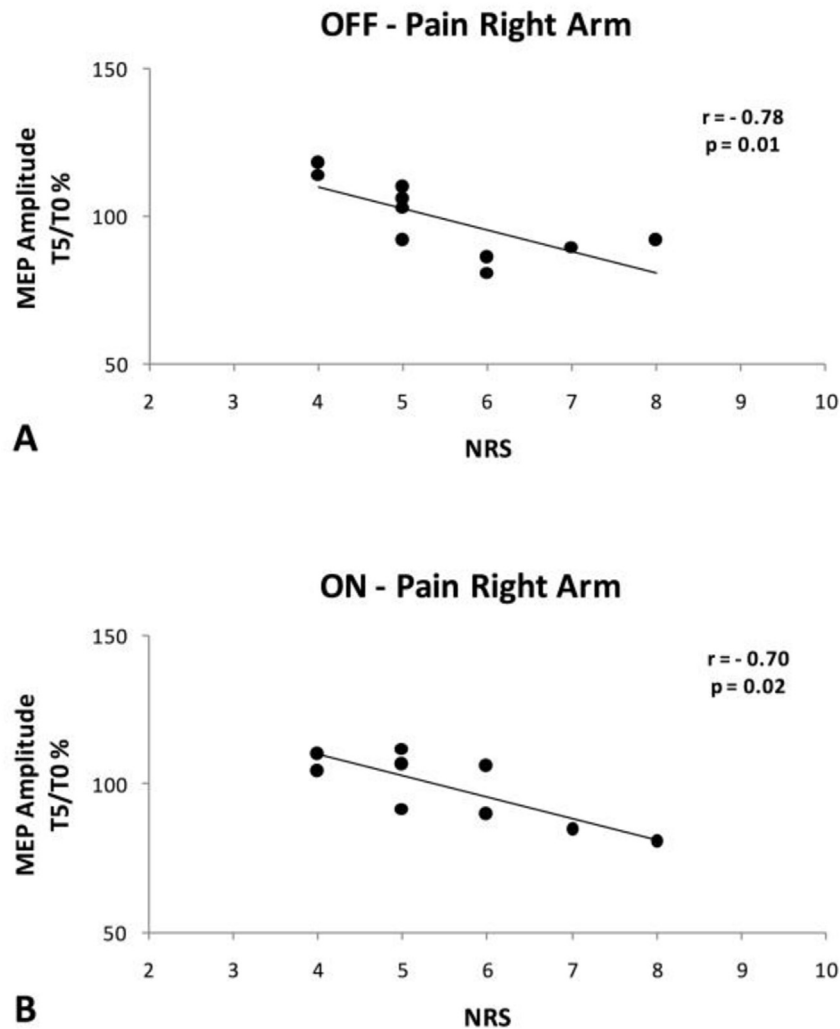 OFF - Pain Right Arm
150
100
50
MEP Amplitude
T5/T0 %
r = - 0.78
p = 0.01
2 3 4 5 6 7 8 9 10
NRS
A
ON - Pain Right Arm
150
100
50
MEP Amplitude
T5/T0 %
r = - 0.70
p = 0.02
2 3 4 5 6 7 8 9 10
NRS
B